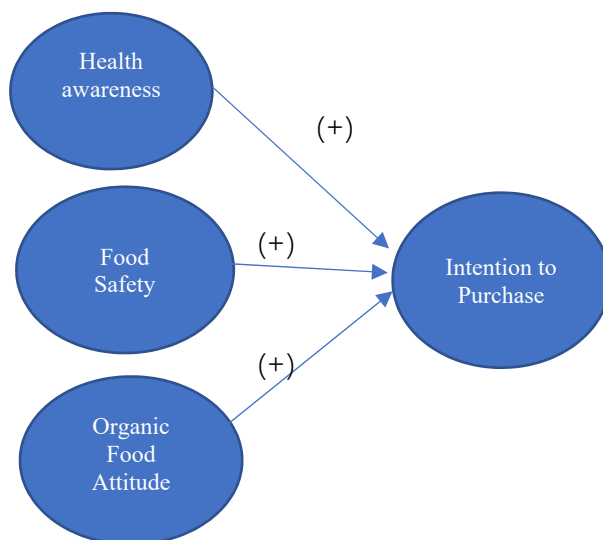 Health
awareness
(+)
Food
Safety
(+)
Intention to
Purchase
(+)
Organic
Food
Attitude